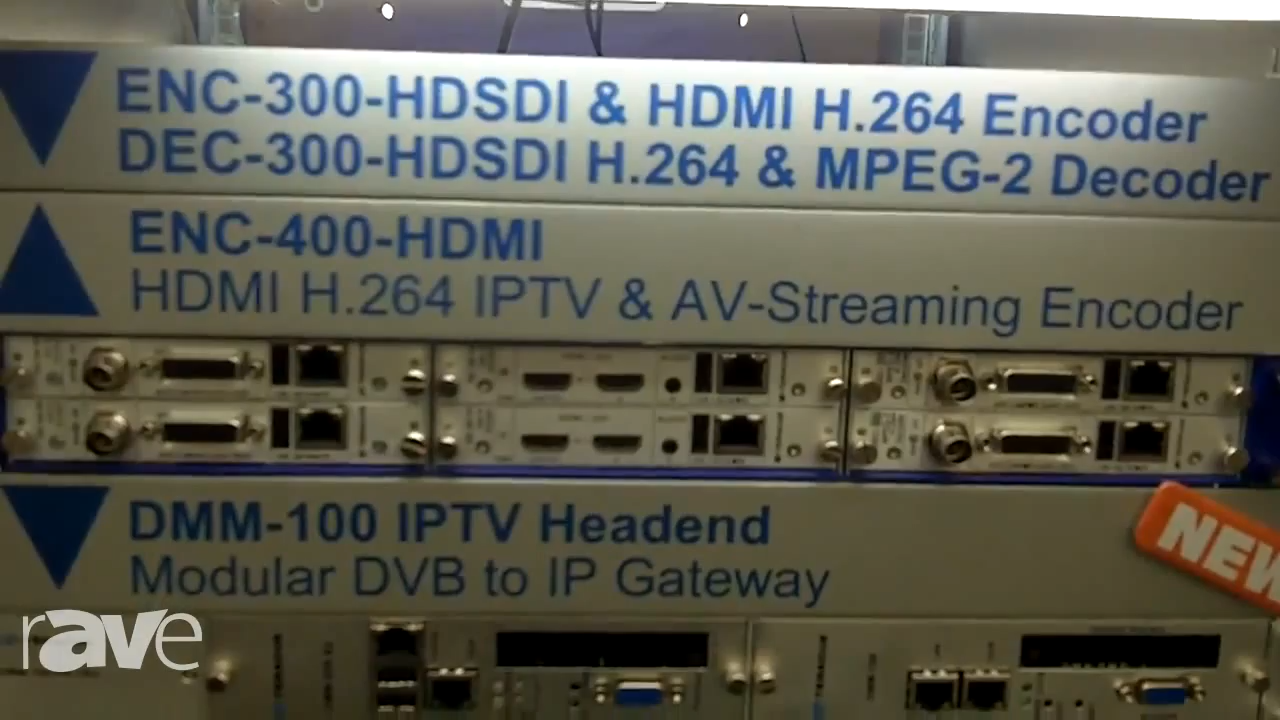 ENC-300-HDSDI & HDMI H.264 Encoder
DEC-300-HDSDI H.264 & MPEG-2 Decoder
ENC-400-HDMI
HDMI H.264 IPTV & AV-Streaming Encoder
DMM-100 IPTV Headend
Modular DVB to IP Gateway
NEW
rAVe